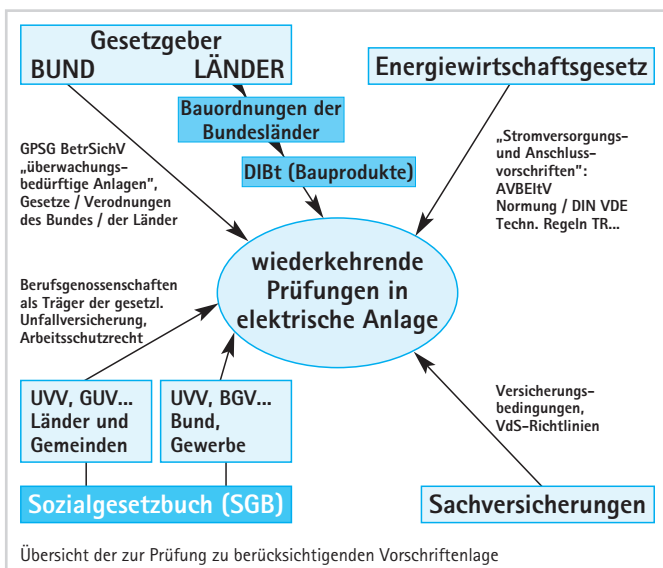 Gesetzgeber
BUND LÄNDER
Energiewirtschaftsgesetz
Bauordnungen der
Bundesländer
DIBt (Bauprodukte)
GPSG BetrSichV
„überwachungs-
bedürftige Anlagen",
Gesetze / Verodnungen
des Bundes / der Länder
„Stromversorgungs-
und Anschluss-
vorschriften":
AVBEltV
Normung / DIN VDE
Techn. Regeln TR...
wiederkehrende
Prüfungen in
elektrische Anlage
Berufsgenossenschaften
als Träger der gesetzl.
Unfallversicherung,
Arbeitsschutzrecht
UVV, GUV...
Länder und
Gemeinden
UVV, BGV...
Bund,
Gewerbe
Versicherungs-
bedingungen,
VdS-Richtlinien
Sozialgesetzbuch (SGB)
Sachversicherungen
Übersicht der zur Prüfung zu berücksichtigenden Vorschriftenlage